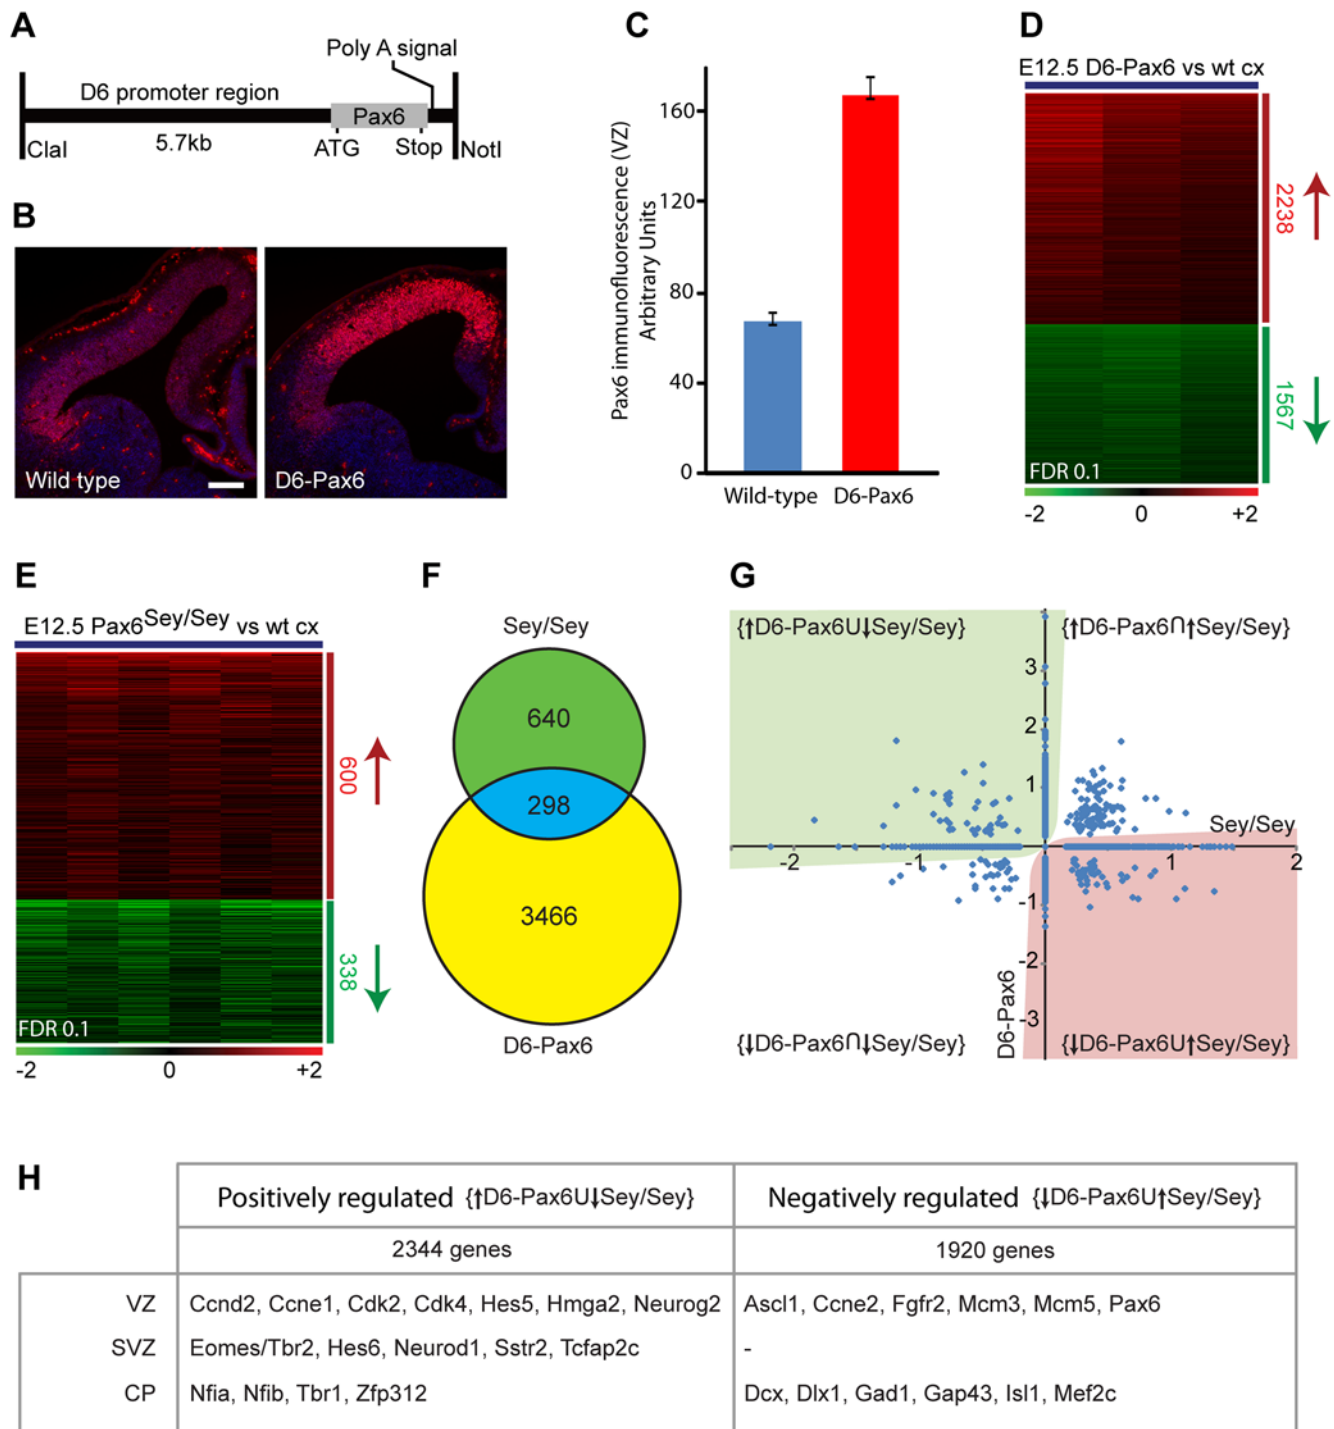 A
Poly A signal
D6 promoter region
Pax6
ClaI
5.7kb
ATG
Stop
NotI
B
Wild type
D6-Pax6
C
Pax6 immunofluorescence (VZ)
Arbitrary Units
160
120
80
40
0
Wild-type
D6-Pax6
D
E12.5 D6-Pax6 vs wt cx
2238
1567
FDR 0.1
-2
0
+2
E
E12.5 Pax6Sey/Sey vs wt cx
600
338
FDR 0.1
-2
0
+2
F
Sey/Sey
640
298
3466
D6-Pax6
G
{↑D6-Pax6U↓Sey/Sey}
{↑D6-Pax6∩↑Sey/Sey}
3
2
1
Sey/Sey
-2
-1
1
2
-1
-2
-3
D6-Pax6
{↓D6-Pax6∩↓Sey/Sey}
{↓D6-Pax6U↑Sey/Sey}
H
Positively regulated {↑D6-Pax6U↓Sey/Sey}
Negatively regulated {↓D6-Pax6U↑Sey/Sey}
2344 genes
1920 genes
VZ
Ccnd2, Ccne1, Cdk2, Cdk4, Hes5, Hmga2, Neurog2
Ascl1, Ccne2, Fgfr2, Mcm3, Mcm5, Pax6
SVZ
Eomes/Tbr2, Hes6, Neurod1, Sstr2, Tcfap2c
-
CP
Nfia, Nfib, Tbr1, Zfp312
Dcx, Dlx1, Gad1, Gap43, Isl1, Mef2c